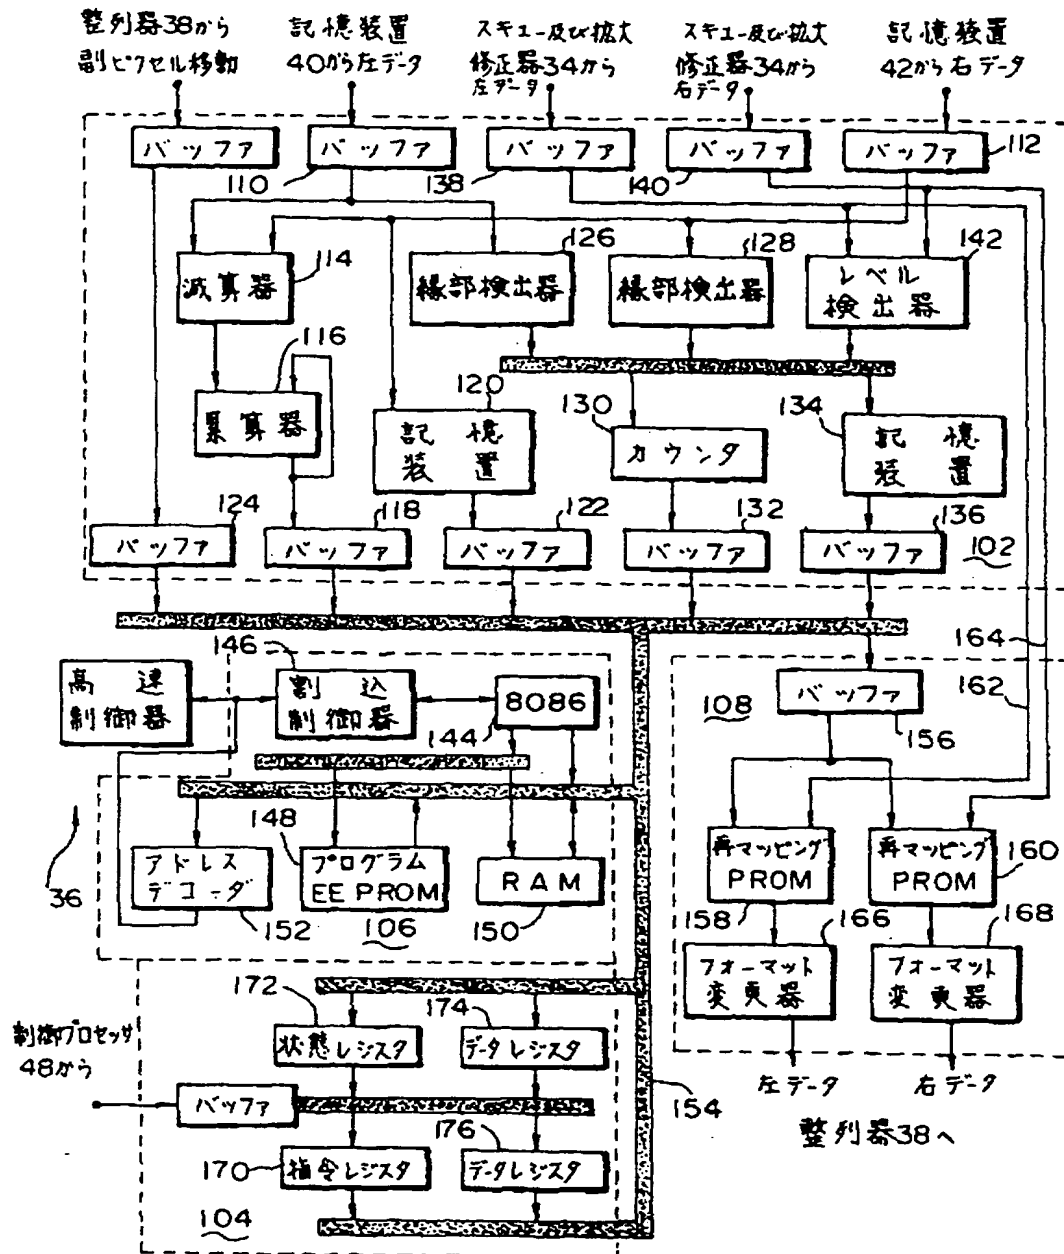 整列器38から
副ピクセル移動
記憶装置
40から左データ
スキュー及び拡大
修正器34から
左データ
スキュー及び拡大
修正器34から
右データ
記憶装置
42から右データ
バッファ
バッファ
バッファ
バッファ
バッファ
110
138
140
112
減算器
114
縁部検出器
126
縁部検出器
128
レベル
検出器
142
116
累算器
120
記憶
装置
130
カウンタ
134
記憶
装置
124
バッファ
118
バッファ
122
バッファ
132
バッファ
136
バッファ
102
高速
制御器
146
割込
制御器
8086
144
164
162
108
バッファ
156
36
アドレス
デコーダ
152
148
プログラム
EEPROM
106
RAM
150
再マッピング
PROM
158
再マッピング
PROM
160
166
フォーマット
変更器
168
フォーマット
変更器
左データ
右データ
整列器38へ
制御プロセッサ
48から
172
状態レジスタ
174
データレジスタ
154
バッファ
170
指令レジスタ
176
データレジスタ
104